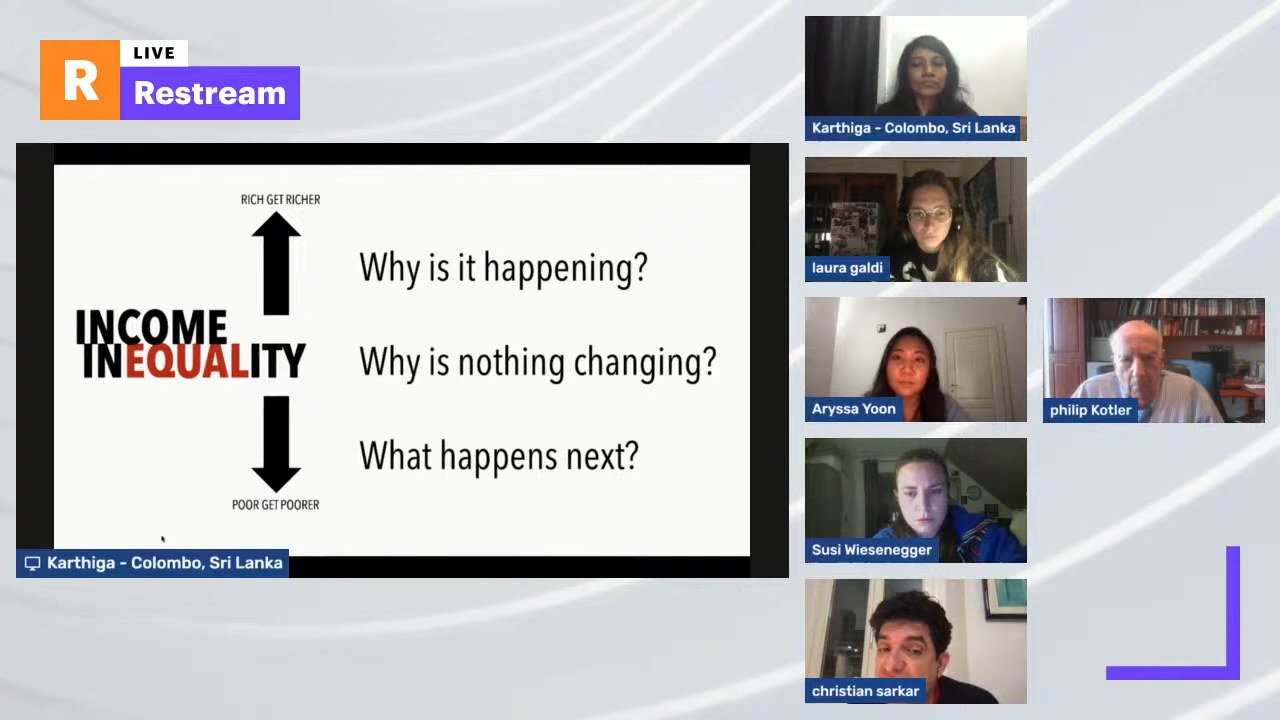 R
LIVE
Restream
RICH GET RICHER
INCOME
INEQUALITY
POOR GET POORER
Why is it happening?
Why is nothing changing?
What happens next?
Karthiga - Colombo, Sri Lanka
Karthiga - Colombo, Sri Lanka
laura galdi
Aryssa Yoon
philip Kotler
Susi Wiesenegger
christian sarkar